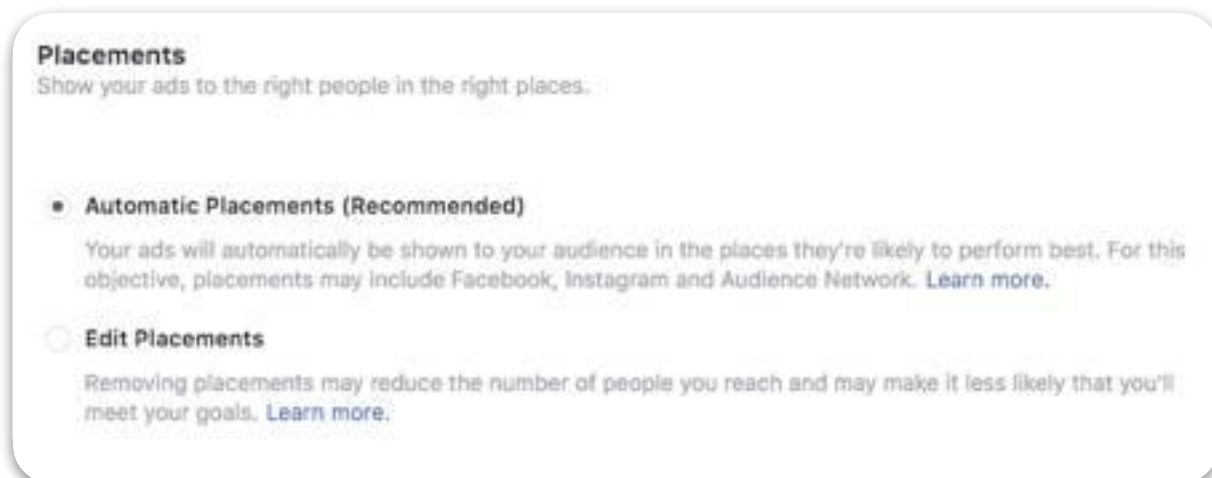 Placements
Show your ads to the right people in the right places.
Automatic Placements (Recommended)
Your ads will automatically be shown to your audience in the places they're likely to perform best. For this
objective, placements may include Facebook, Instagram and Audience Network. Learn more.
Edit Placements
Removing placements may reduce the number of people you reach and may make it less likely that you'll
meet your goals. Learn more.